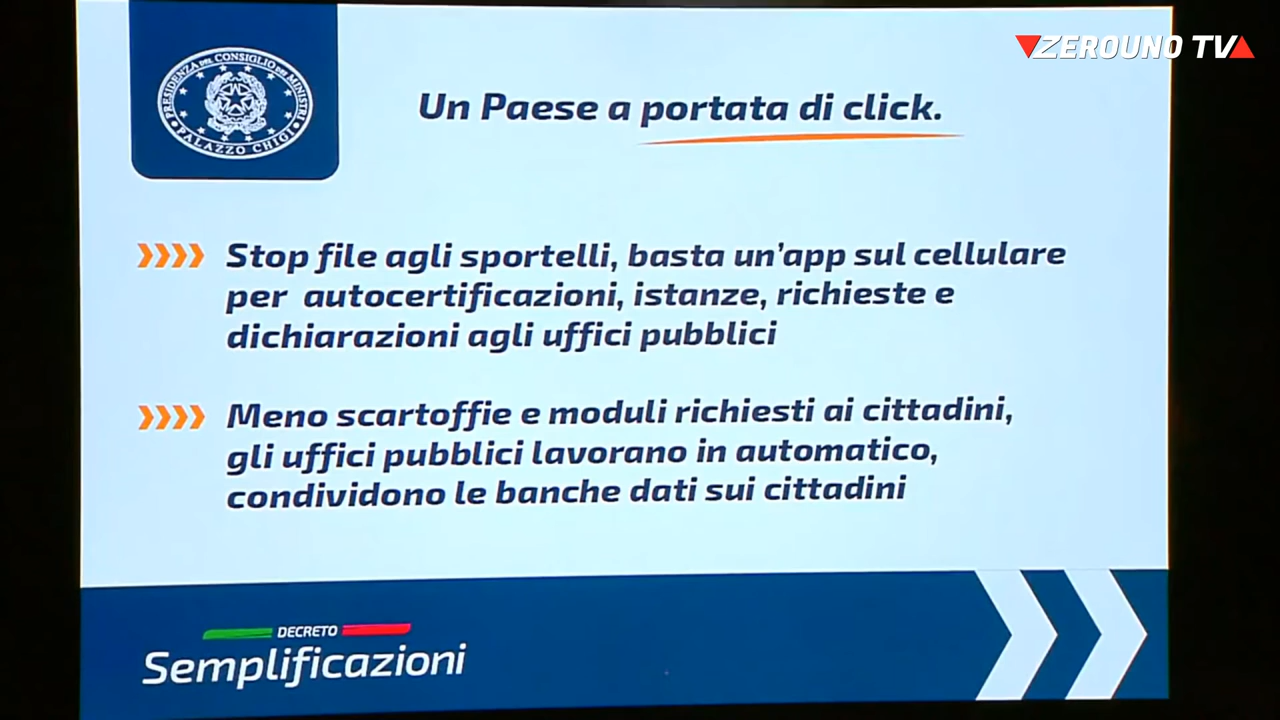 ZEROUNO TV
PRESIDENZA DEL CONSIGLIO DEI MINISTRI
• PALAZZO CHIGI •
Un Paese a portata di click.
Stop file agli sportelli, basta un'app sul cellulare
per autocertificazioni, istanze, richieste e
dichiarazioni agli uffici pubblici
Meno scartoffie e moduli richiesti ai cittadini,
gli uffici pubblici lavorano in automatico,
condividono le banche dati sui cittadini
DECRETO
Semplificazioni